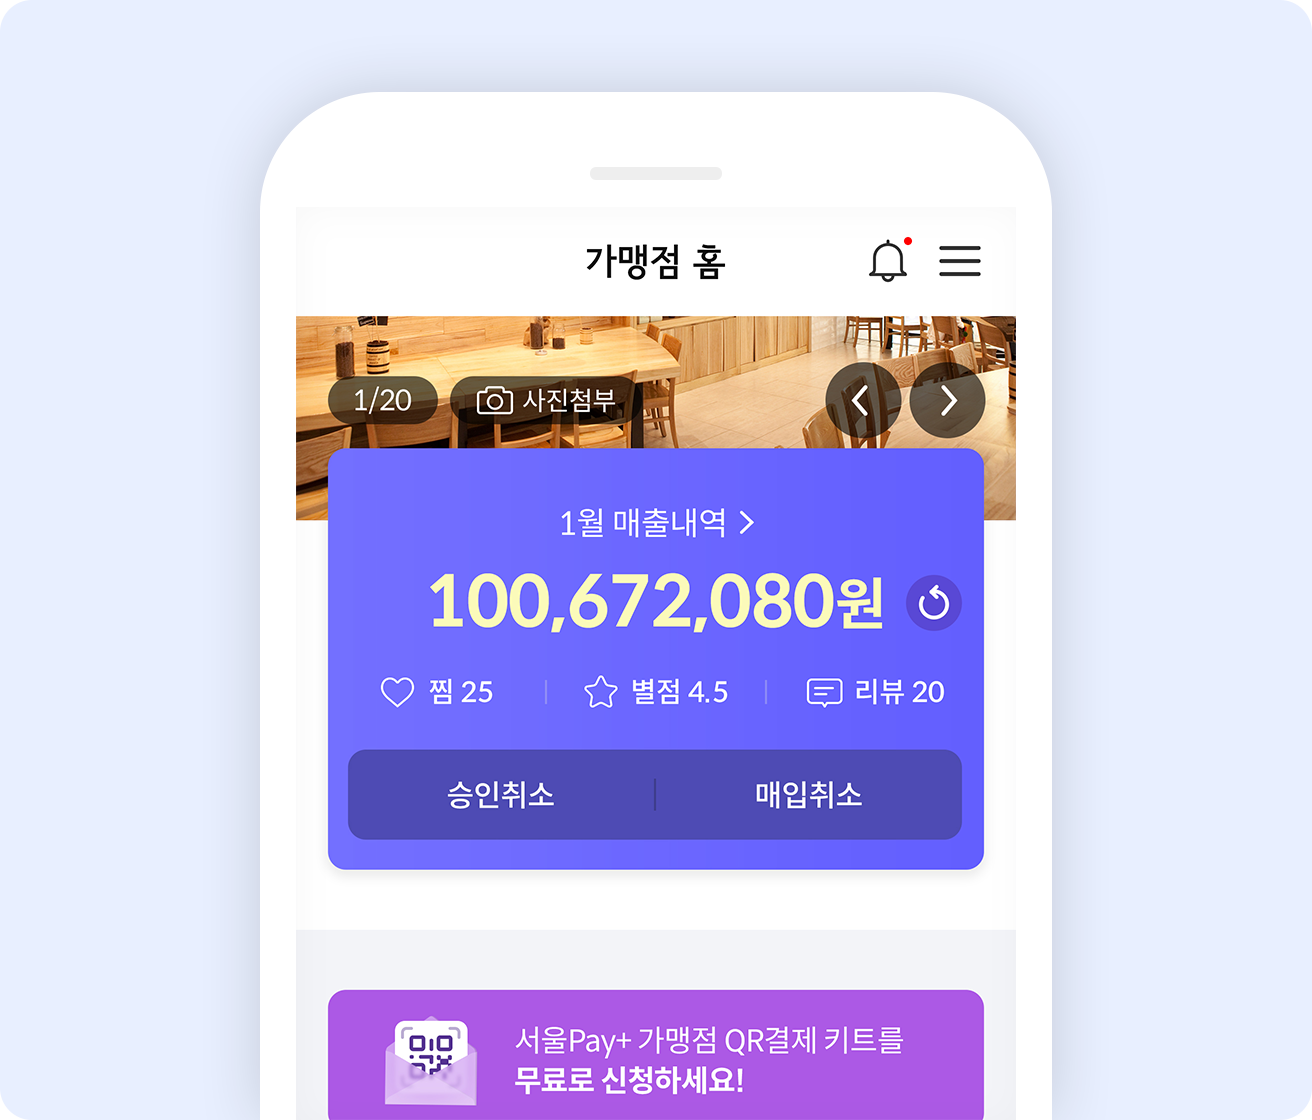 가맹점 홈
1/20
사진첨부
1월 매출내역 >
100,672,080원
찜 25
별점 4.5
리뷰 20
승인취소
매입취소
서울Pay+ 가맹점 QR결제 키트를
무료로 신청하세요!